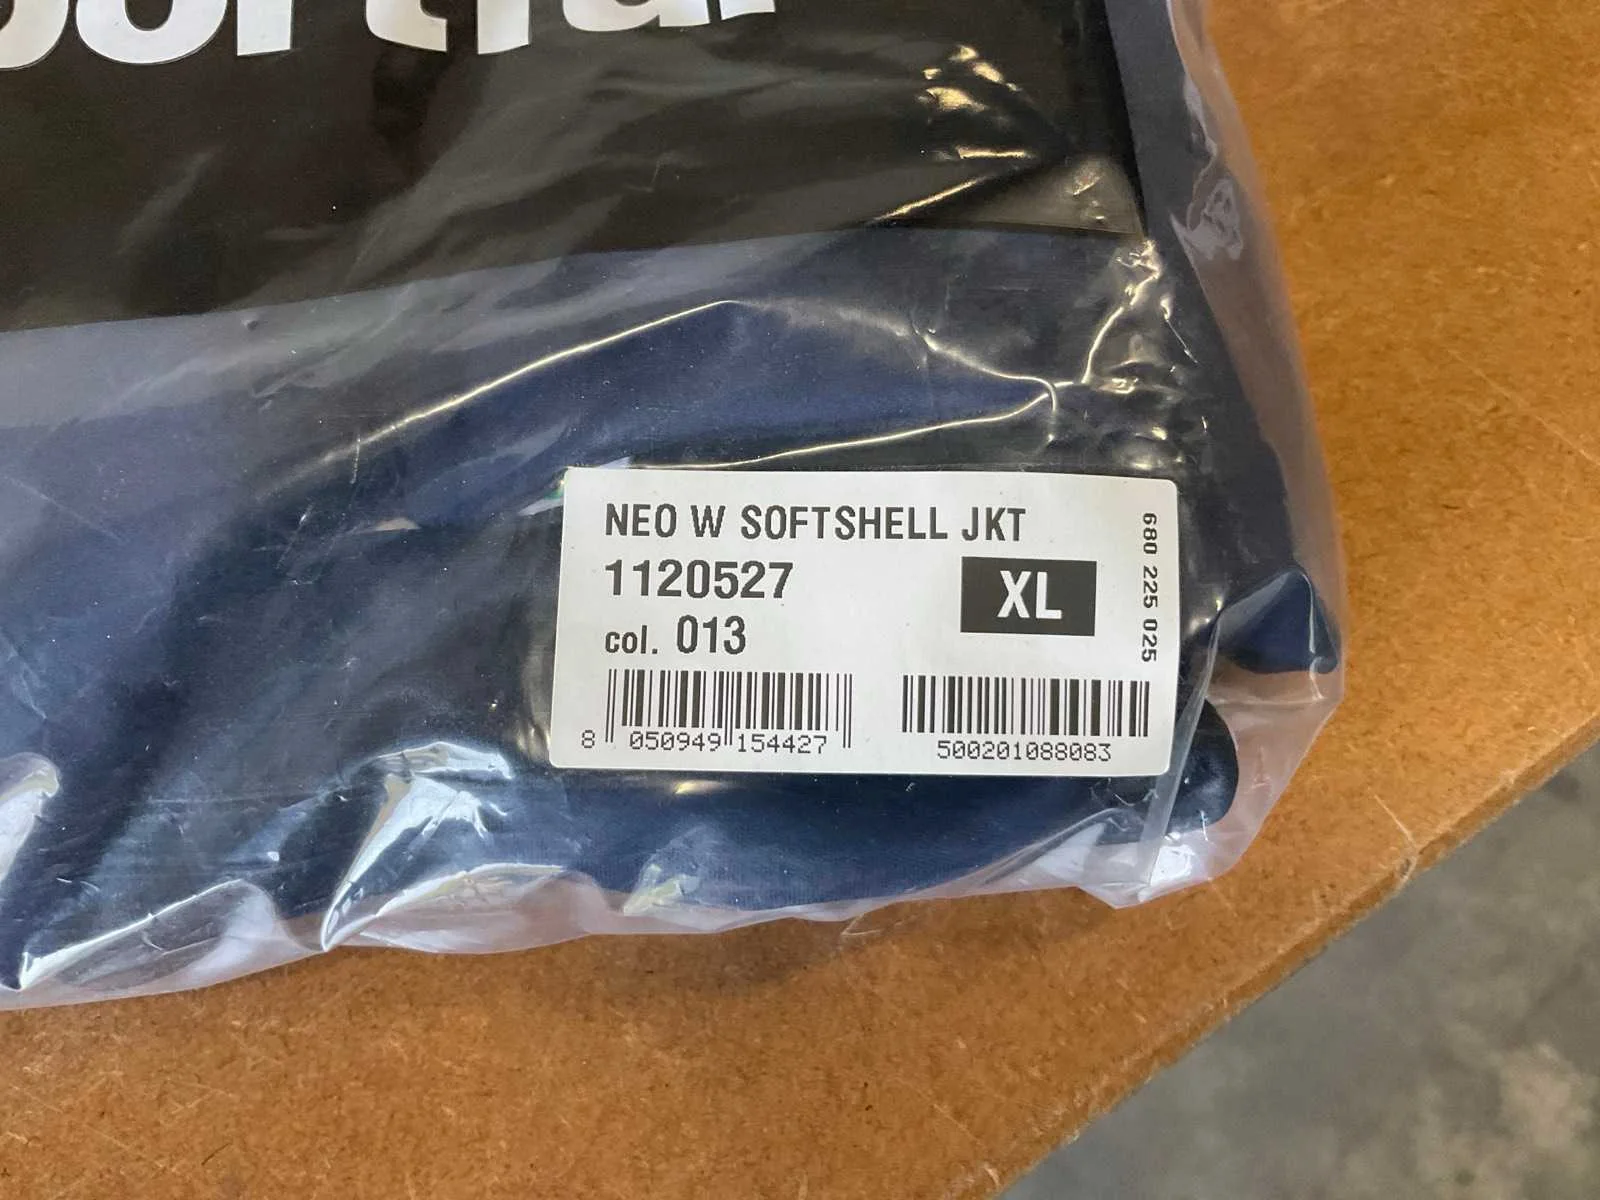 NEO W SOFTSHELL JKT
1120527
XL
col. 013
680 225 025
8 050949 154427
500201088083